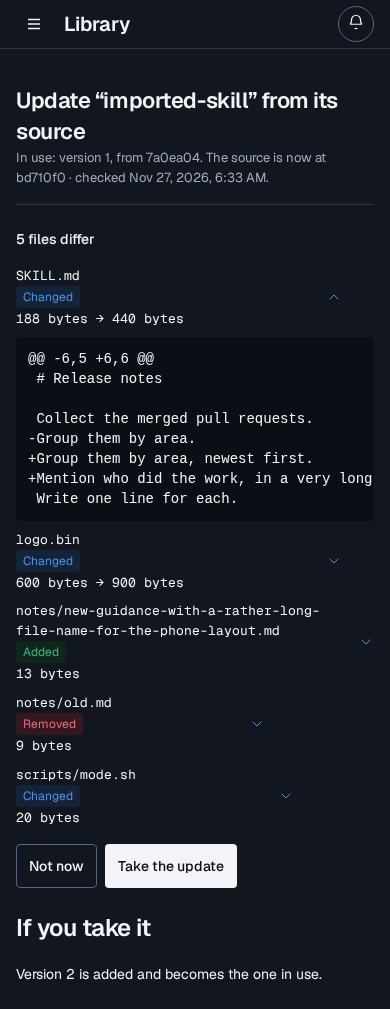 Library
Update “imported-skill” from its
source
In use: version 1, from 7a0ea04. The source is now at
bd710f0 · checked Nov 27, 2026, 6:33 AM.
5 files differ
SKILL.md
Changed
188 bytes → 440 bytes
@@ -6,5 +6,6 @@
 # Release notes

 Collect the merged pull requests.
-Group them by area.
+Group them by area, newest first.
+Mention who did the work, in a very long
 Write one line for each.
logo.bin
Changed
600 bytes → 900 bytes
notes/new-guidance-with-a-rather-long-
file-name-for-the-phone-layout.md
Added
13 bytes
notes/old.md
Removed
9 bytes
scripts/mode.sh
Changed
20 bytes
Not now
Take the update
If you take it
Version 2 is added and becomes the one in use.